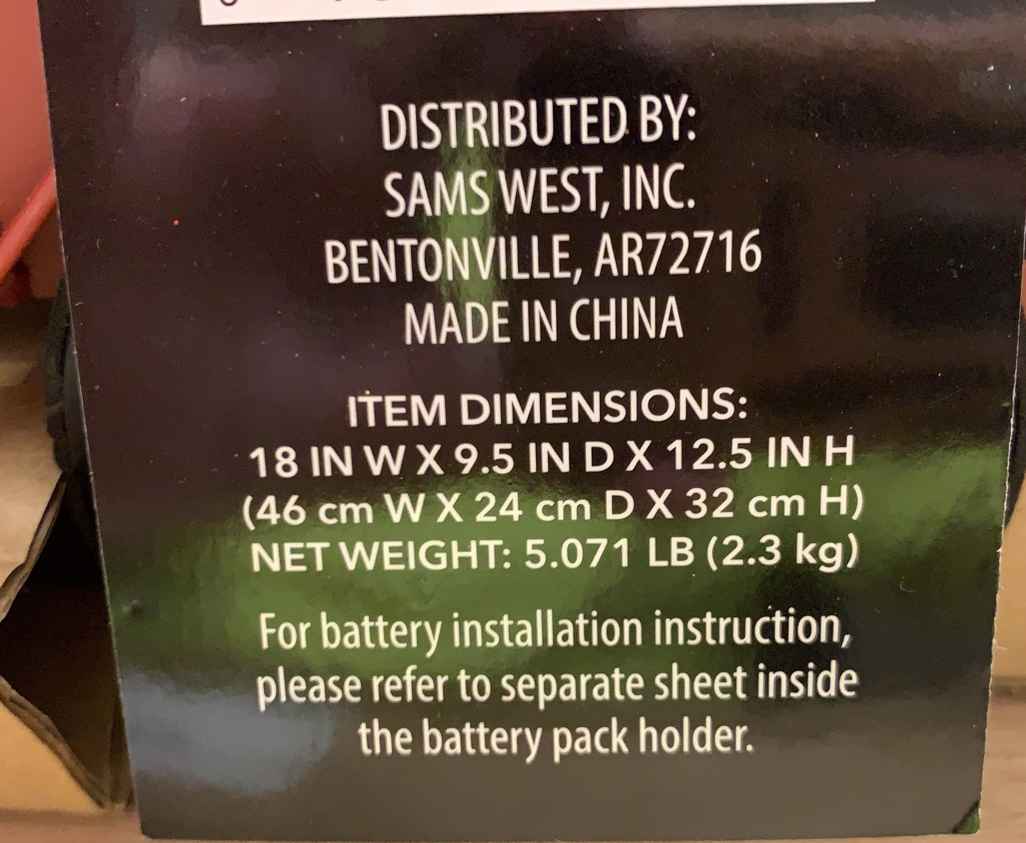 DISTRIBUTED BY:
SAMS WEST, INC.
BENTONVILLE, AR72716
MADE IN CHINA
ITEM DIMENSIONS:
18 IN W X 9.5 IN D X 12.5 IN H
(46 cm W X 24 cm D X 32 cm H)
NET WEIGHT: 5.071 LB (2.3 kg)
For battery installation instruction,
please refer to separate sheet inside
the battery pack holder.